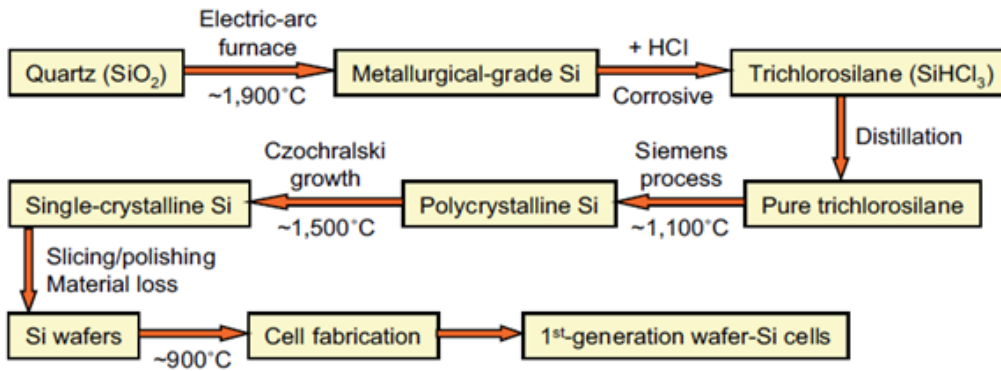 Electric-arc
furnace
Quartz (SiO₂)
~1,900˚C
Metallurgical-grade Si
+ HCl
Corrosive
Trichlorosilane (SiHCl₃)
Distillation
Pure trichlorosilane
Siemens
process
~1,100˚C
Polycrystalline Si
Czochralski
growth
~1,500˚C
Single-crystalline Si
Slicing/polishing
Material loss
Si wafers
~900˚C
Cell fabrication
1ˢᵗ-generation wafer-Si cells